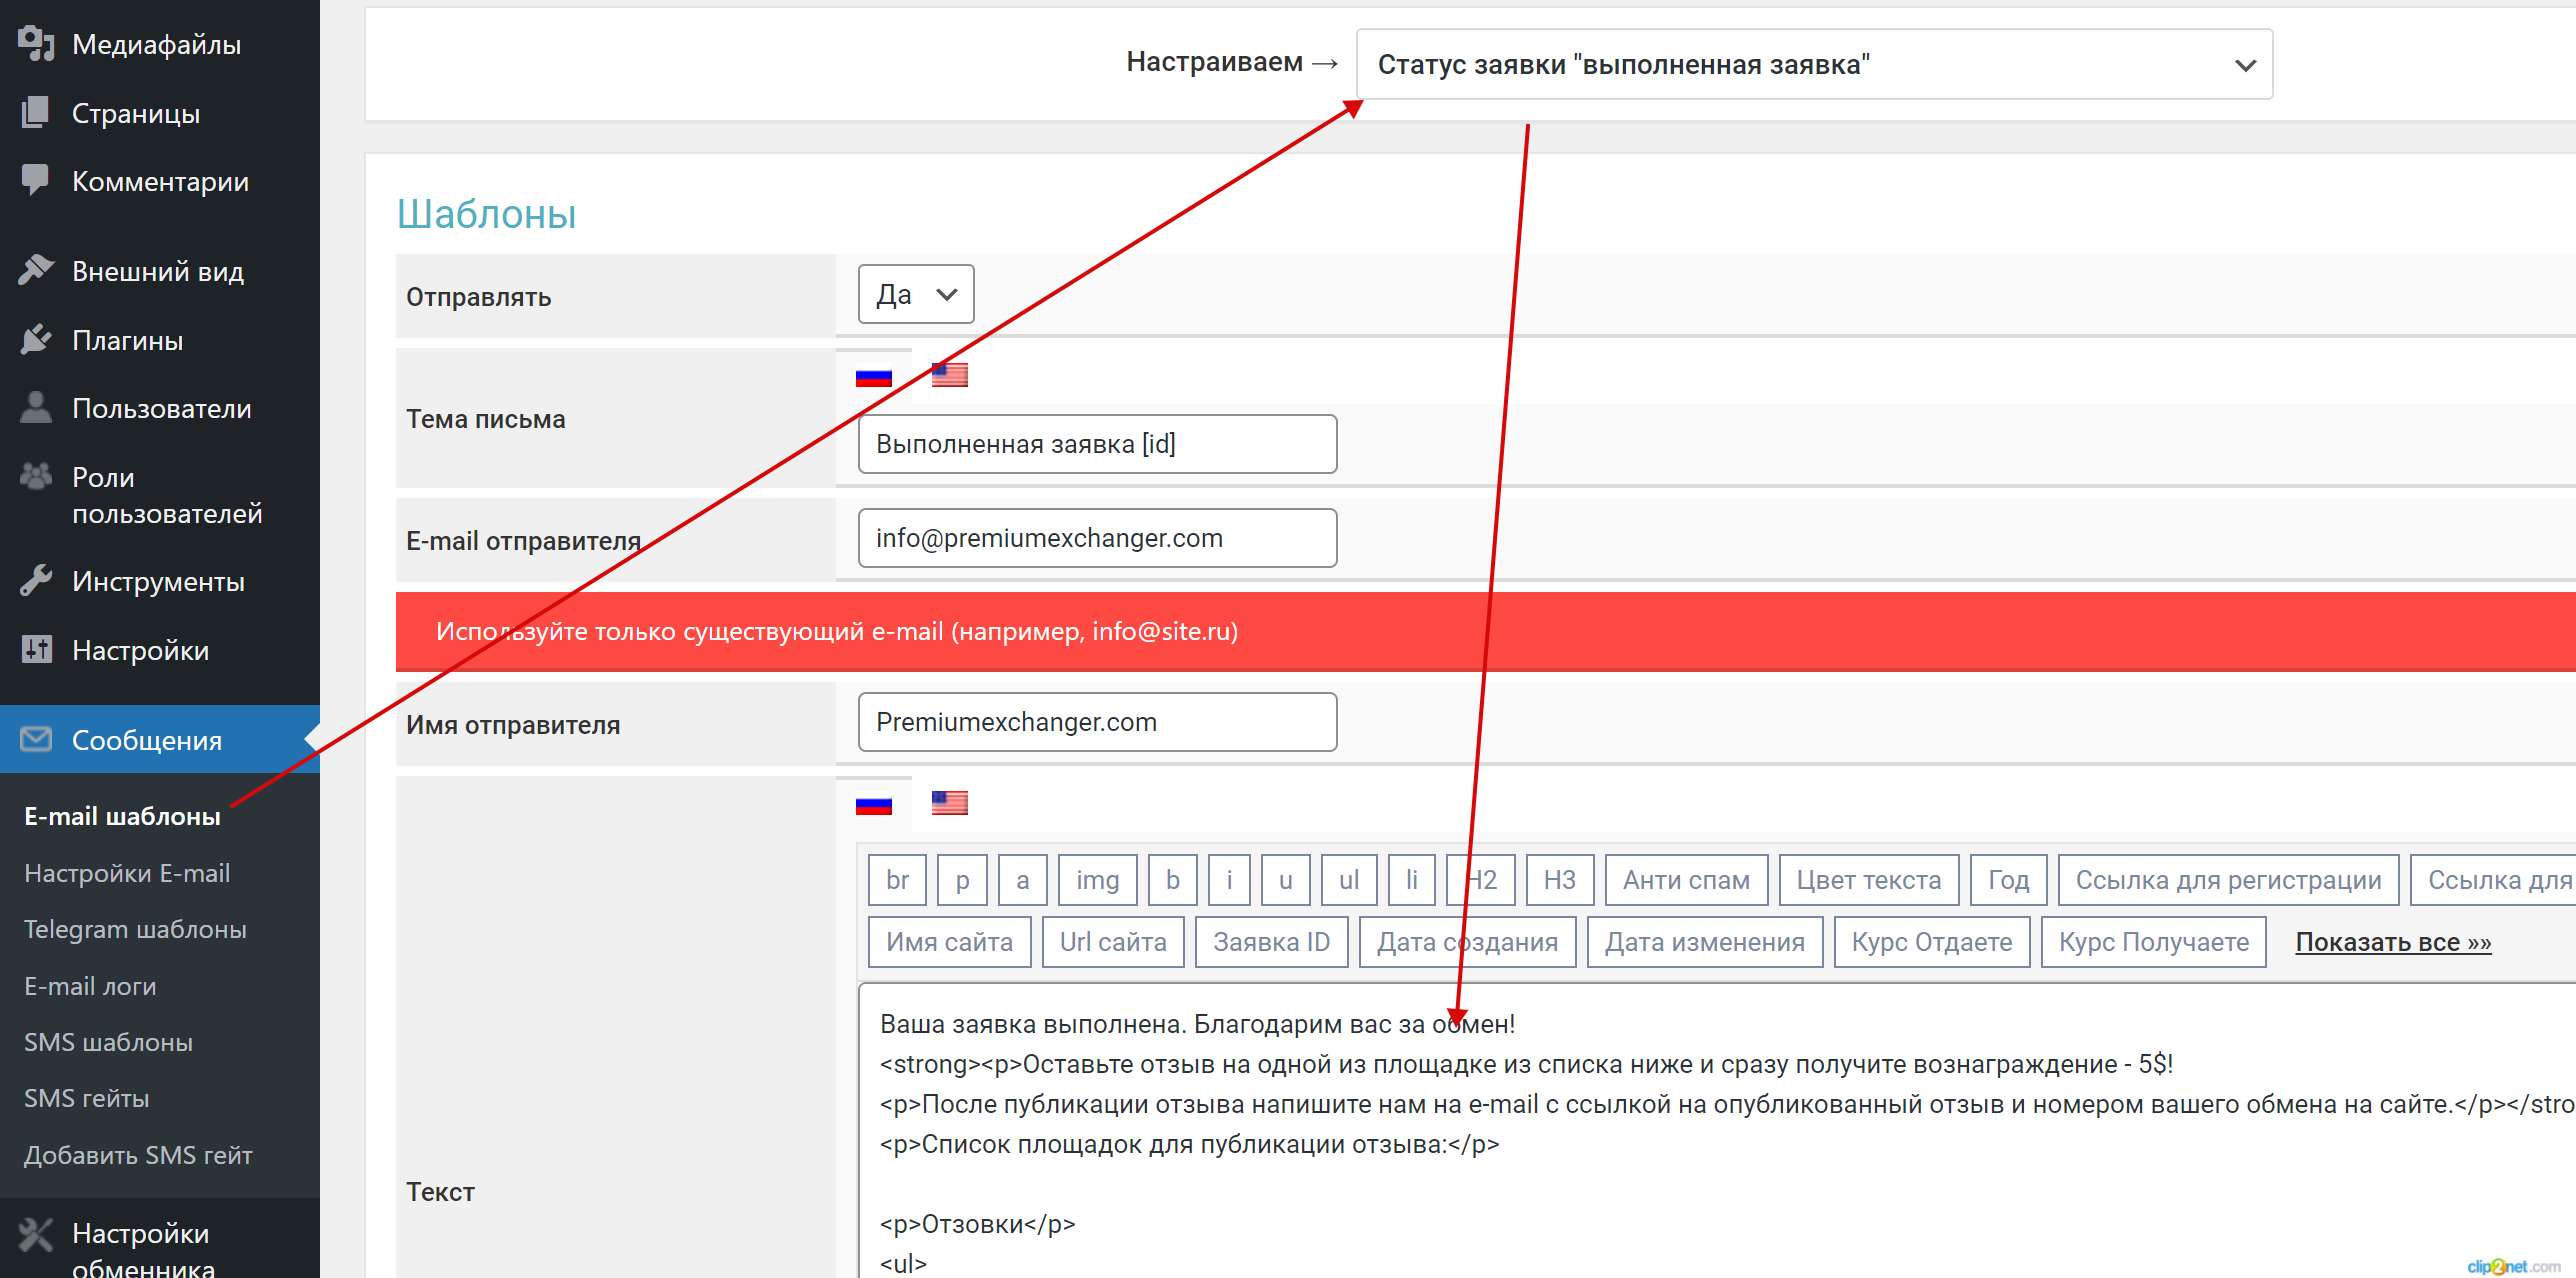 Медиафайлы
Страницы
Комментарии
Внешний вид
Плагины
Пользователи
Роли
пользователей
Инструменты
Настройки
Сообщения
E-mail шаблоны
Настройки E-mail
Telegram шаблоны
E-mail логи
SMS шаблоны
SMS гейты
Добавить SMS гейт
Настройки
обменника
Настраиваем →
Статус заявки "выполненная заявка"
Шаблоны
Отправлять
Да
Тема письма
Выполненная заявка [id]
E-mail отправителя
info@premiumexchanger.com
Используйте только существующий e-mail (например, info@site.ru)
Имя отправителя
Premiumexchanger.com
Текст
br p a img b i u ul li H2 H3 Анти спам Цвет текста Год Ссылка для регистрации Ссылка для
Имя сайта Url сайта Заявка ID Дата создания Дата изменения Курс Отдаете Курс Получаете Показать все »»
Ваша заявка выполнена. Благодарим вас за обмен!
<strong><p>Оставьте отзыв на одной из площадке из списка ниже и сразу получите вознаграждение - 5$!
<p>После публикации отзыва напишите нам на e-mail с ссылкой на опубликованный отзыв и номером вашего обмена на сайте.</p></stro
<p>Список площадок для публикации отзыва:</p>
<p>Отзовки</p>
<ul>
clip2net.com